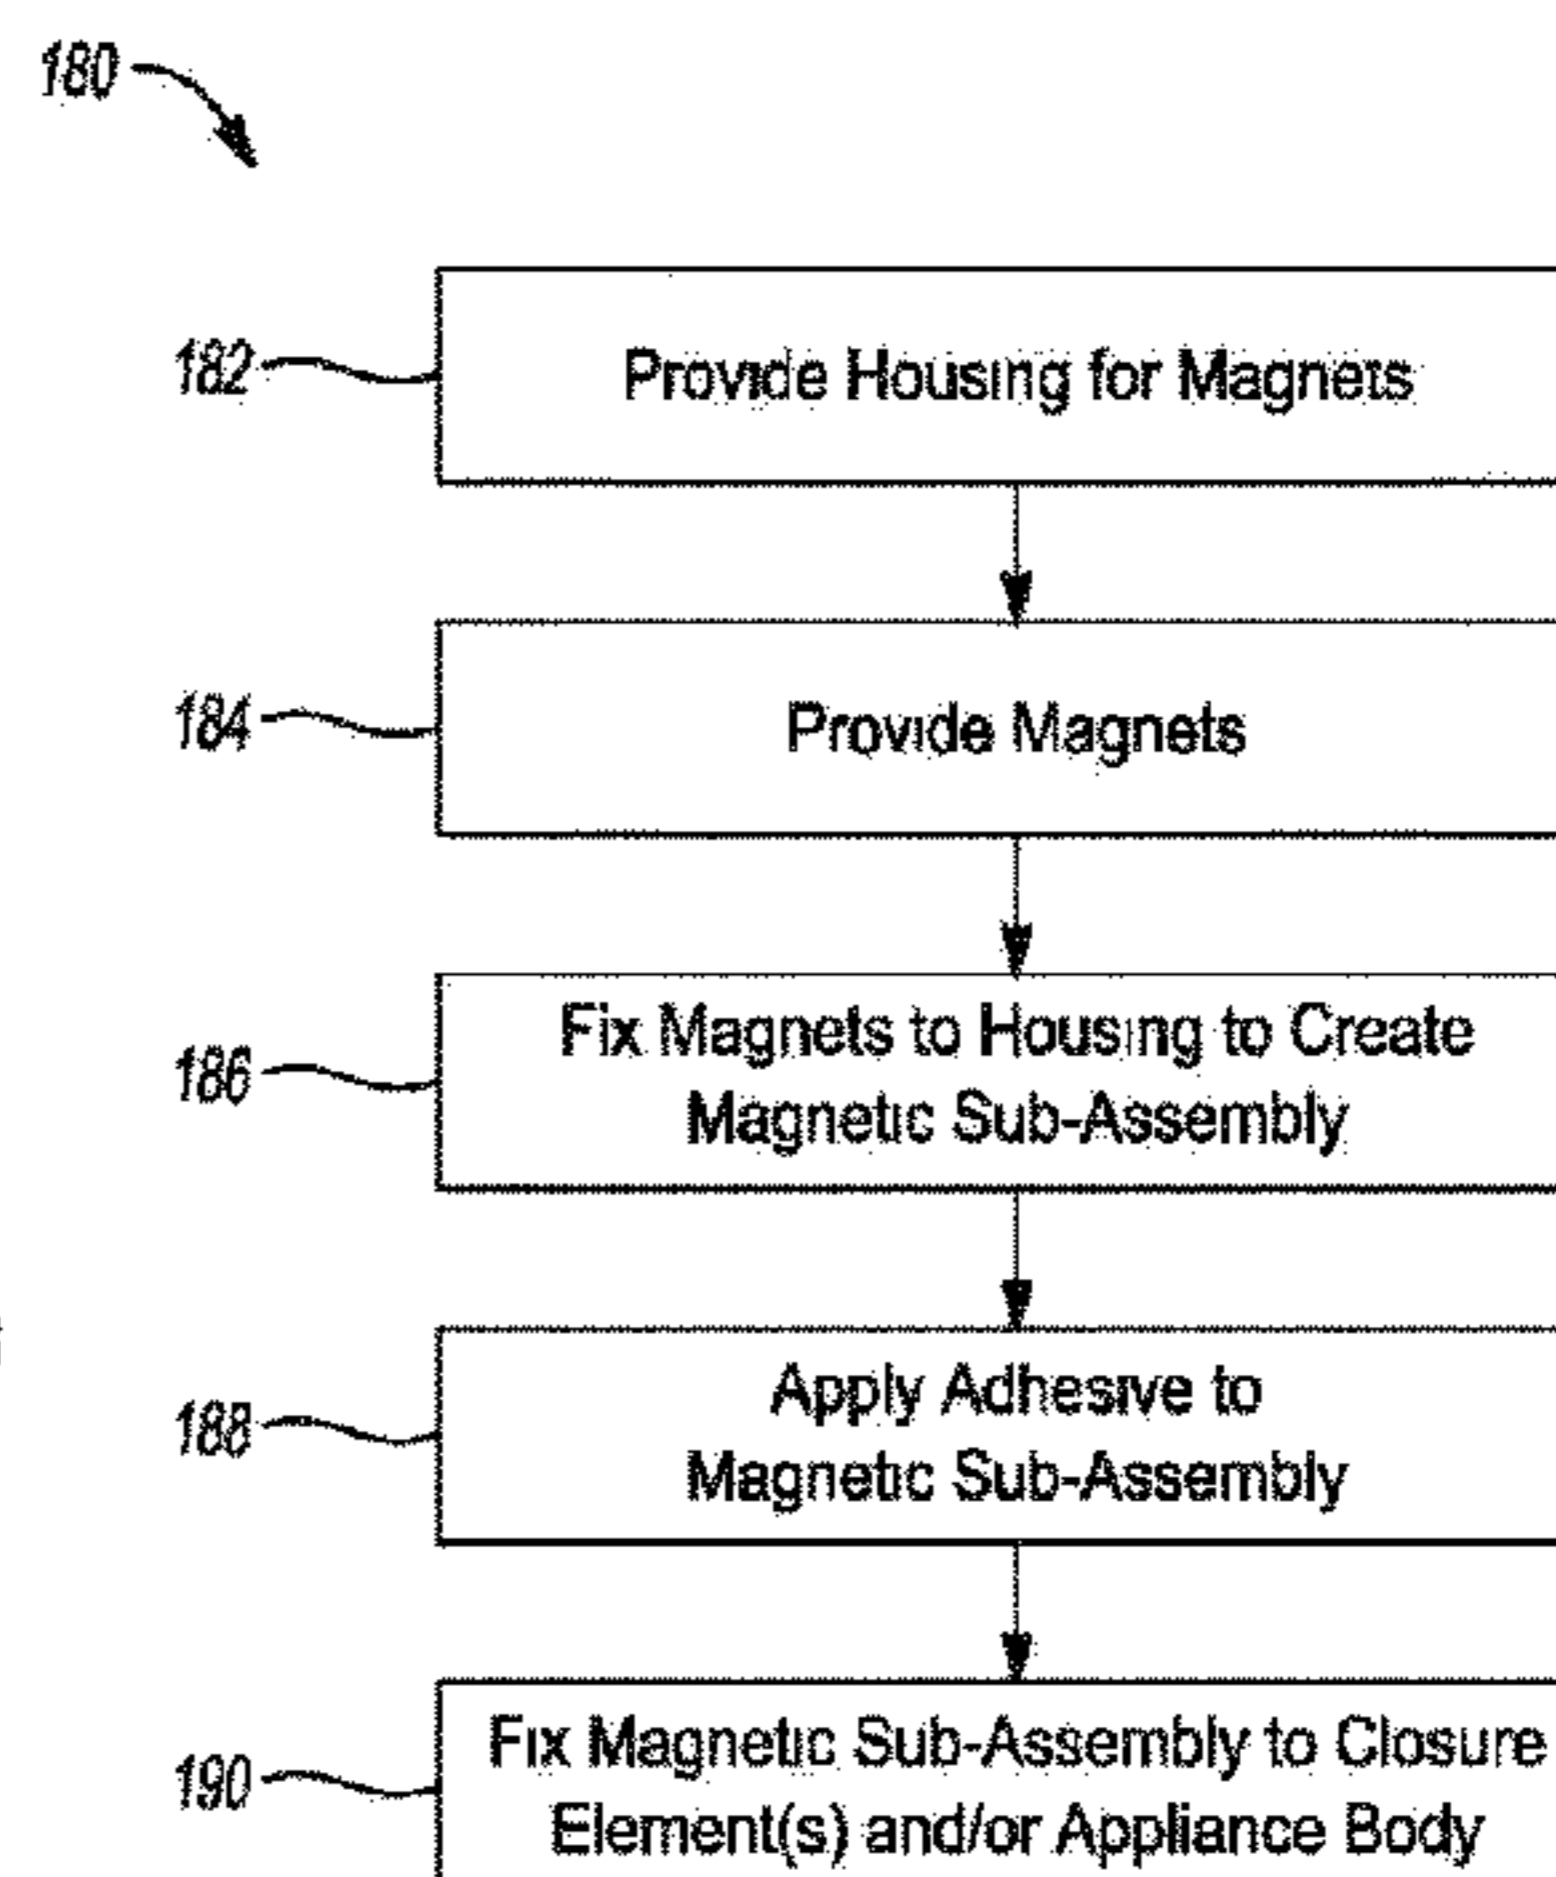 180
182
Provide Housing for Magnets
184
Provide Magnets
186
Fix Magnets to Housing to Create
Magnetic Sub-Assembly
188
Apply Adhesive to
Magnetic Sub-Assembly
190
Fix Magnetic Sub-Assembly to Closure
Element(s) and/or Appliance Body